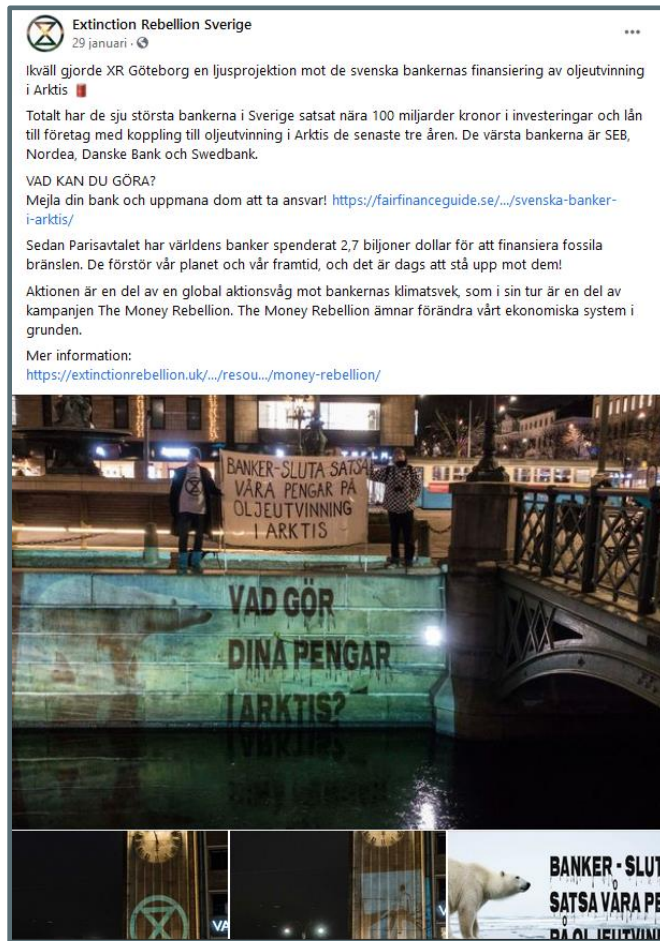 Extinction Rebellion Sverige
29 januari ·
Ikväll gjorde XR Göteborg en ljusprojektion mot de svenska bankernas finansiering av oljeutvinning
i Arktis
Totalt har de sju största bankerna i Sverige satsat nära 100 miljarder kronor i investeringar och lån
till företag med koppling till oljeutvinning i Arktis de senaste tre åren. De värsta bankerna är SEB,
Nordea, Danske Bank och Swedbank.
VAD KAN DU GÖRA?
Mejla din bank och uppmana dom att ta ansvar! https://fairfinanceguide.se/.../svenska-banker-
i-arktis/
Sedan Parisavtalet har världens banker spenderat 2,7 biljoner dollar för att finansiera fossila
bränslen. De förstör vår planet och vår framtid, och det är dags att stå upp mot dem!
Aktionen är en del av en global aktionsvåg mot bankernas klimatsvek, som i sin tur är en del av
kampanjen The Money Rebellion. The Money Rebellion ämnar förändra vårt ekonomiska system i
grunden.
Mer information:
https://extinctionrebellion.uk/.../resou.../money-rebellion/
BANKER-SLUTA SATSA
VÅRA PENGAR PÅ
OLJEUTVINNING
I ARKTIS
VAD GÖR
DINA PENGAR
I ARKTIS?
VA
BANKER - SLUT
SATSA VÅRA PE
PÅ OLJEUTVIN